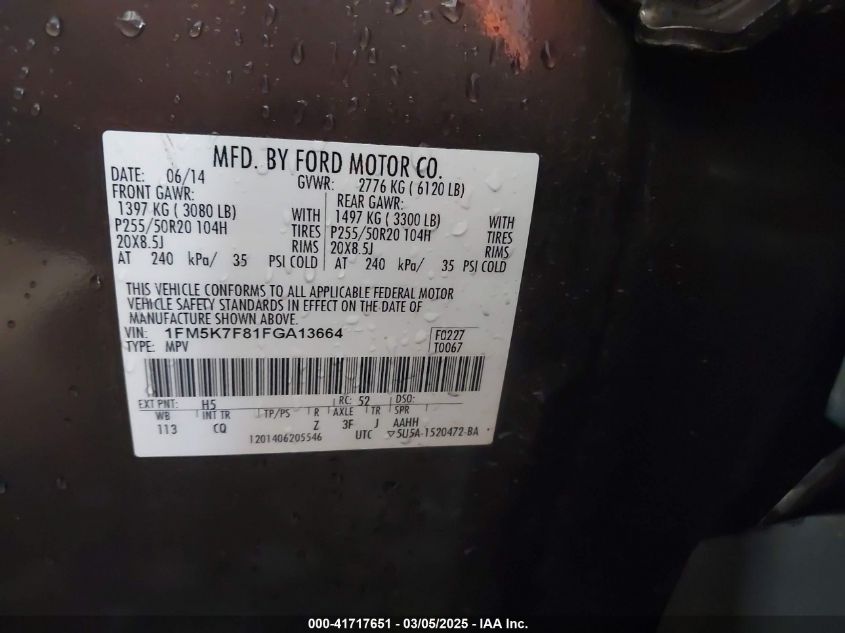 MFD. BY FORD MOTOR CO.
DATE: 06/14 GVWR: 2776 KG ( 6120 LB)
FRONT GAWR: REAR GAWR:
1397 KG ( 3080 LB) WITH 1497 KG ( 3300 LB) WITH
P255/50R20 104H TIRES P255/50R20 104H TIRES
20X8.5J RIMS 20X8.5J RIMS
AT 240 kPa/ 35 PSI COLD AT 240 kPa/ 35 PSI COLD
THIS VEHICLE CONFORMS TO ALL APPLICABLE FEDERAL MOTOR
VEHICLE SAFETY STANDARDS IN EFFECT ON THE DATE OF
MANUFACTURE SHOWN ABOVE.
VIN: 1FM5K7F81FGA13664 F0227
TYPE: MPV T0067
EXT PNT: H5 RC: 52 DSO:
WB INT TR TP/PS R AXLE TR SPR
113 CQ Z 3F J AAHH
1201406205546 UTC ▽5U5A-1520472-BA
000-41717651 - 03/05/2025 - IAA Inc.